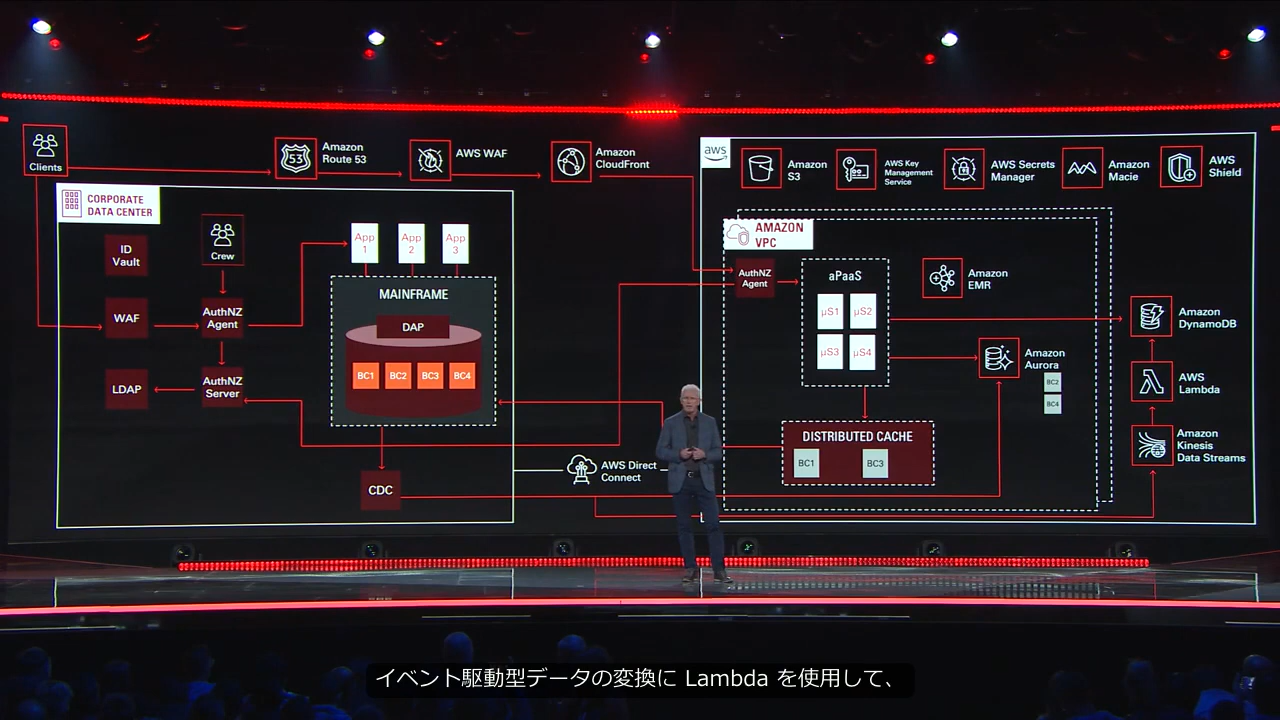 Clients
53
Amazon
Route 53
AWS WAF
Amazon
CloudFront
aws
Amazon
S3
AWS Key
Management
Service
AWS Secrets
Manager
Amazon
Macie
AWS
Shield
CORPORATE
DATA CENTER
ID
Vault
Crew
App
1
App
2
App
3
WAF
AuthNZ
Agent
LDAP
AuthNZ
Server
MAINFRAME
DAP
BC1
BC2
BC3
BC4
CDC
AWS Direct
Connect
AMAZON
VPC
AuthNZ
Agent
aPaaS
µS1
µS2
µS3
µS4
Amazon
EMR
Amazon
Aurora
BC2
BC4
DISTRIBUTED CACHE
BC1
BC3
Amazon
DynamoDB
AWS
Lambda
Amazon
Kinesis
Data Streams
イベント駆動型データの変換に Lambda を使用して、